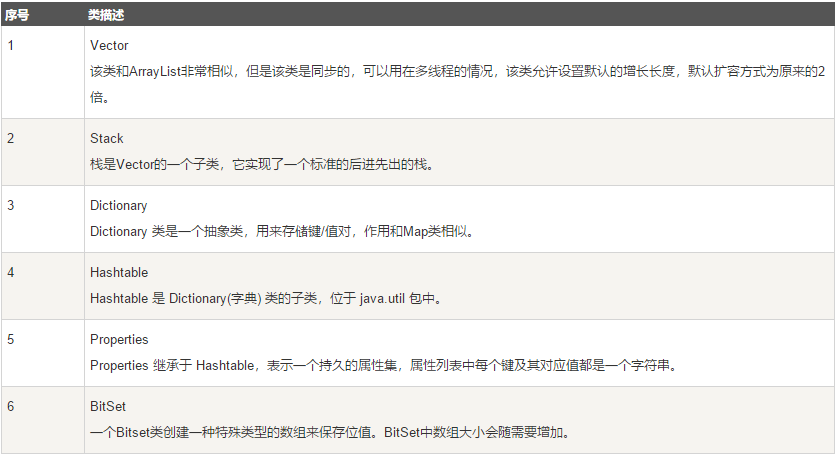 序号 类描述
1 Vector
该类和ArrayList非常相似，但是该类是同步的，可以用在多线程的情况，该类允许设置默认的增长长度，默认扩容方式为原来的2
倍。
2 Stack
栈是Vector的一个子类，它实现了一个标准的后进先出的栈。
3 Dictionary
Dictionary 类是一个抽象类，用来存储键/值对，作用和Map类相似。
4 Hashtable
Hashtable 是 Dictionary(字典) 类的子类，位于 java.util 包中。
5 Properties
Properties 继承于 Hashtable，表示一个持久的属性集，属性列表中每个键及其对应值都是一个字符串。
6 BitSet
一个Bitset类创建一种特殊类型的数组来保存位值。BitSet中数组大小会随需要增加。